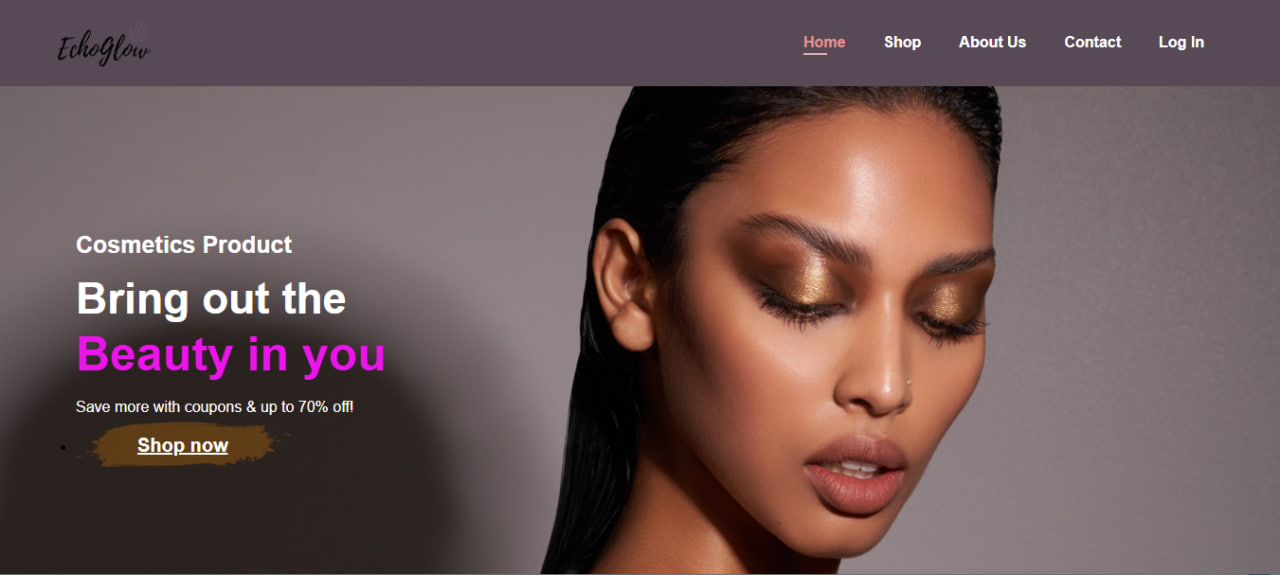 EchoGlow
Home Shop About Us Contact Log In
Cosmetics Product
Bring out the
Beauty in you
Save more with coupons & up to 70% off!
Shop now